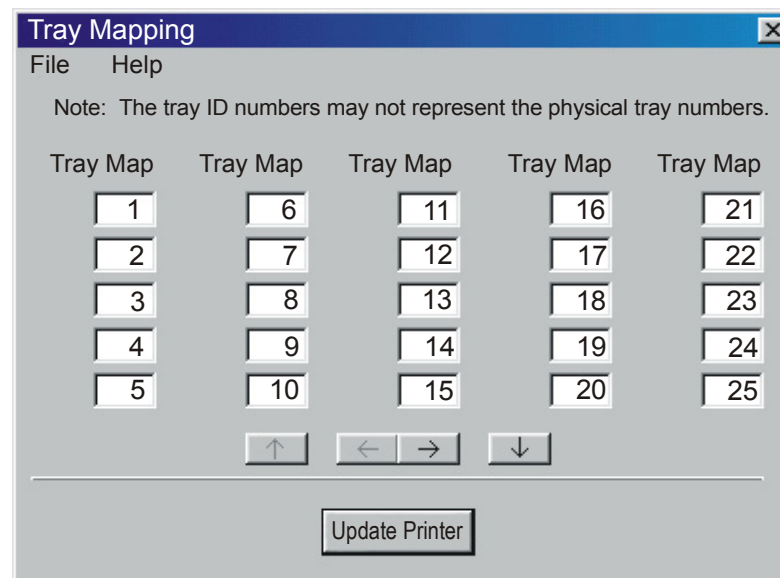 Tray Mapping
File Help
Note: The tray ID numbers may not represent the physical tray numbers.
Tray Map Tray Map Tray Map Tray Map Tray Map
1 6 11 16 21
2 7 12 17 22
3 8 13 18 23
4 9 14 19 24
5 10 15 20 25
Update Printer